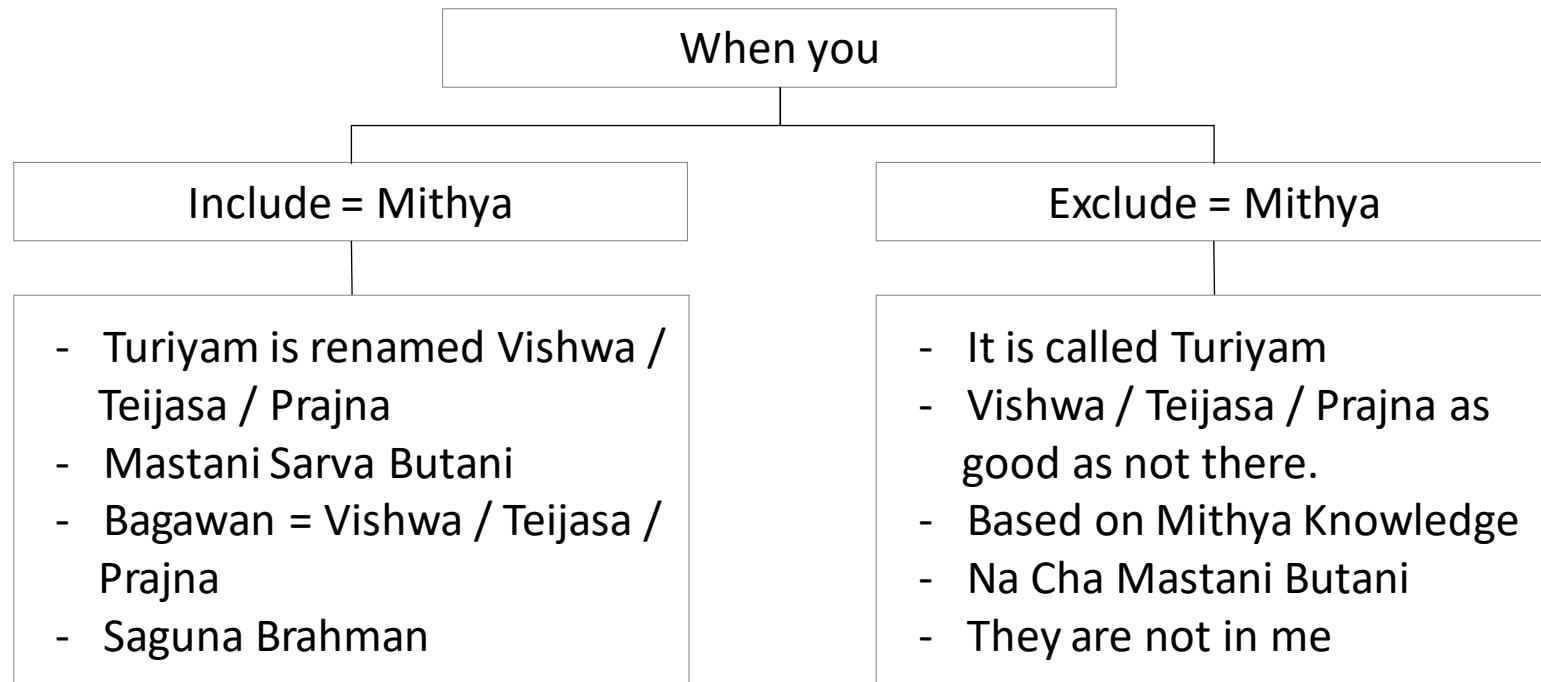 When you
Include = Mithya
Exclude = Mithya
- Turiyam is renamed Vishwa /
Teijasa / Prajna
- Mastani Sarva Butani
- Bagawan = Vishwa / Teijasa /
Prajna
- Saguna Brahman
- It is called Turiyam
- Vishwa / Teijasa / Prajna as
good as not there.
- Based on Mithya Knowledge
- Na Cha Mastani Butani
- They are not in me